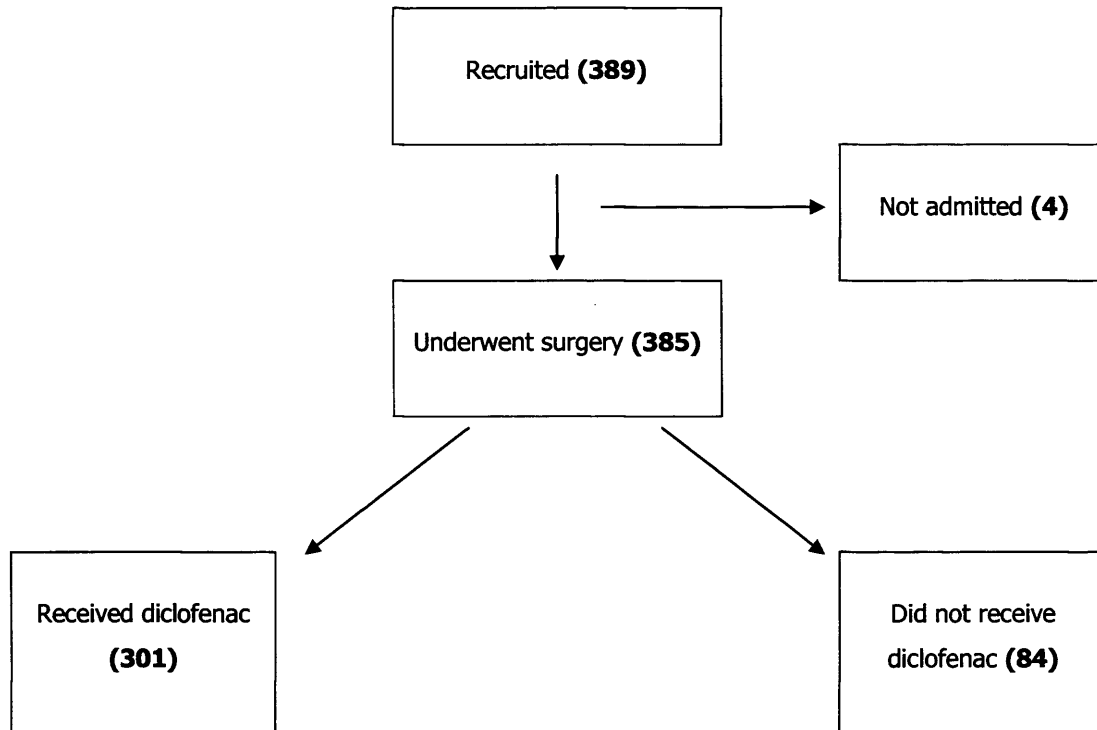 Recruited (389)
Not admitted (4)
Underwent surgery (385)
Received diclofenac
(301)
Did not receive
diclofenac (84)